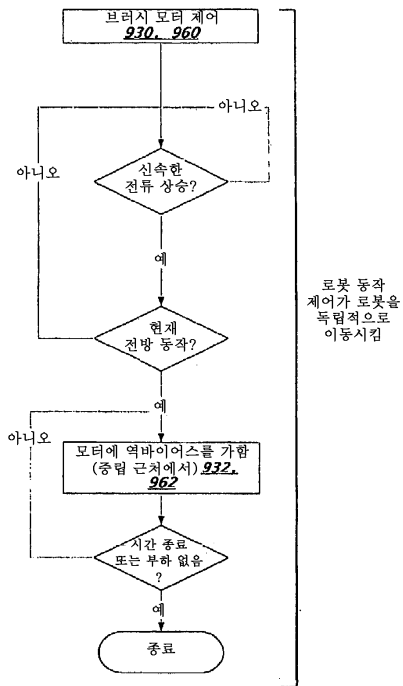 브러시 모터 제어
930, 960
아니오
아니오
신속한
전류 상승?
예
현재
전방 동작?
예
아니오
모터에 역바이어스를 가함
(중립 근처에서) 932,
962
시간 종료
또는 부하 없음
?
예
종료
로봇 동작
제어가 로봇을
독립적으로
이동시킴